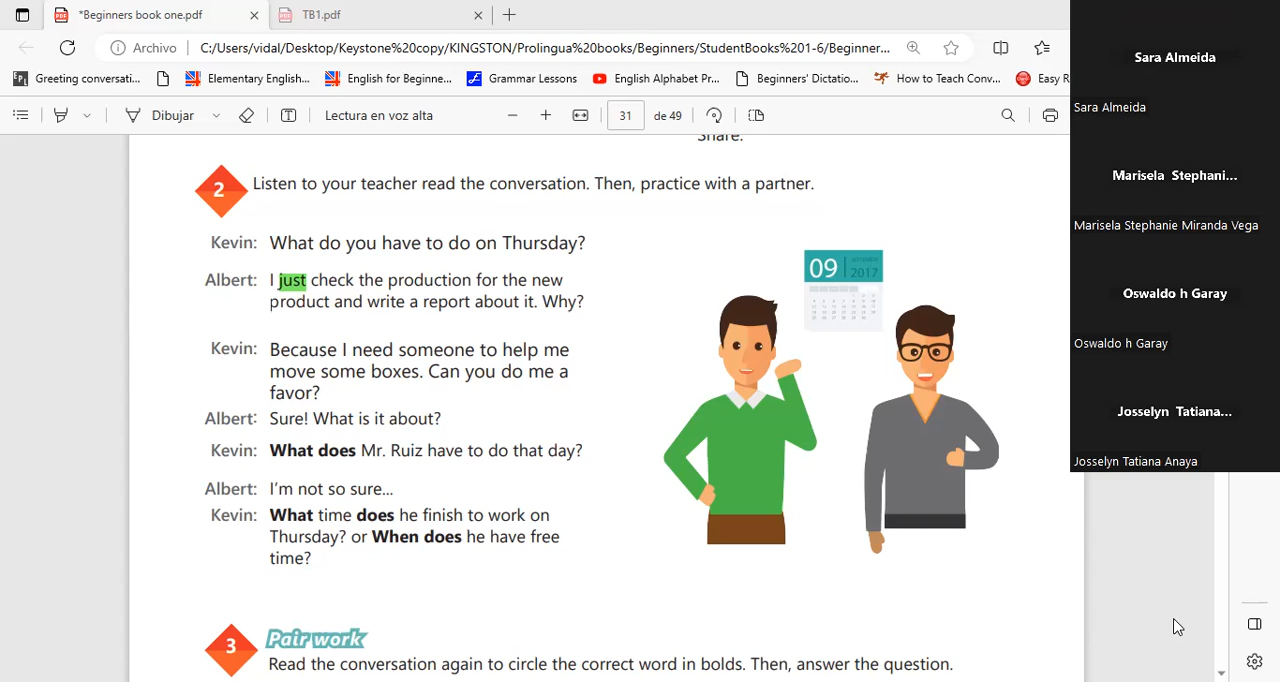 *Beginners book one.pdf
TB1.pdf
Archivo
C:/Users/vidal/Desktop/Keystone%20copy/KINGSTON/Prolingua%20books/Beginners/StudentBooks%201-6/Beginner...
Greeting conversati...
Elementary English...
English for Beginne...
Grammar Lessons
English Alphabet Pr...
Beginners' Dictatio...
How to Teach Conv...
Easy R
Dibujar
Lectura en voz alta
31
de 49
Share.
2
Listen to your teacher read the conversation. Then, practice with a partner.
Kevin: What do you have to do on Thursday?
Albert: I just check the production for the new
product and write a report about it. Why?
Kevin: Because I need someone to help me
move some boxes. Can you do me a
favor?
Albert: Sure! What is it about?
Kevin: What does Mr. Ruiz have to do that day?
Albert: I'm not so sure...
Kevin: What time does he finish to work on
Thursday? or When does he have free
time?
09
2017
3
Pair work
Read the conversation again to circle the correct word in bolds. Then, answer the question.
Sara Almeida
Sara Almeida
Marisela Stephani...
Marisela Stephanie Miranda Vega
Oswaldo h Garay
Oswaldo h Garay
Josselyn Tatiana...
Josselyn Tatiana Anaya